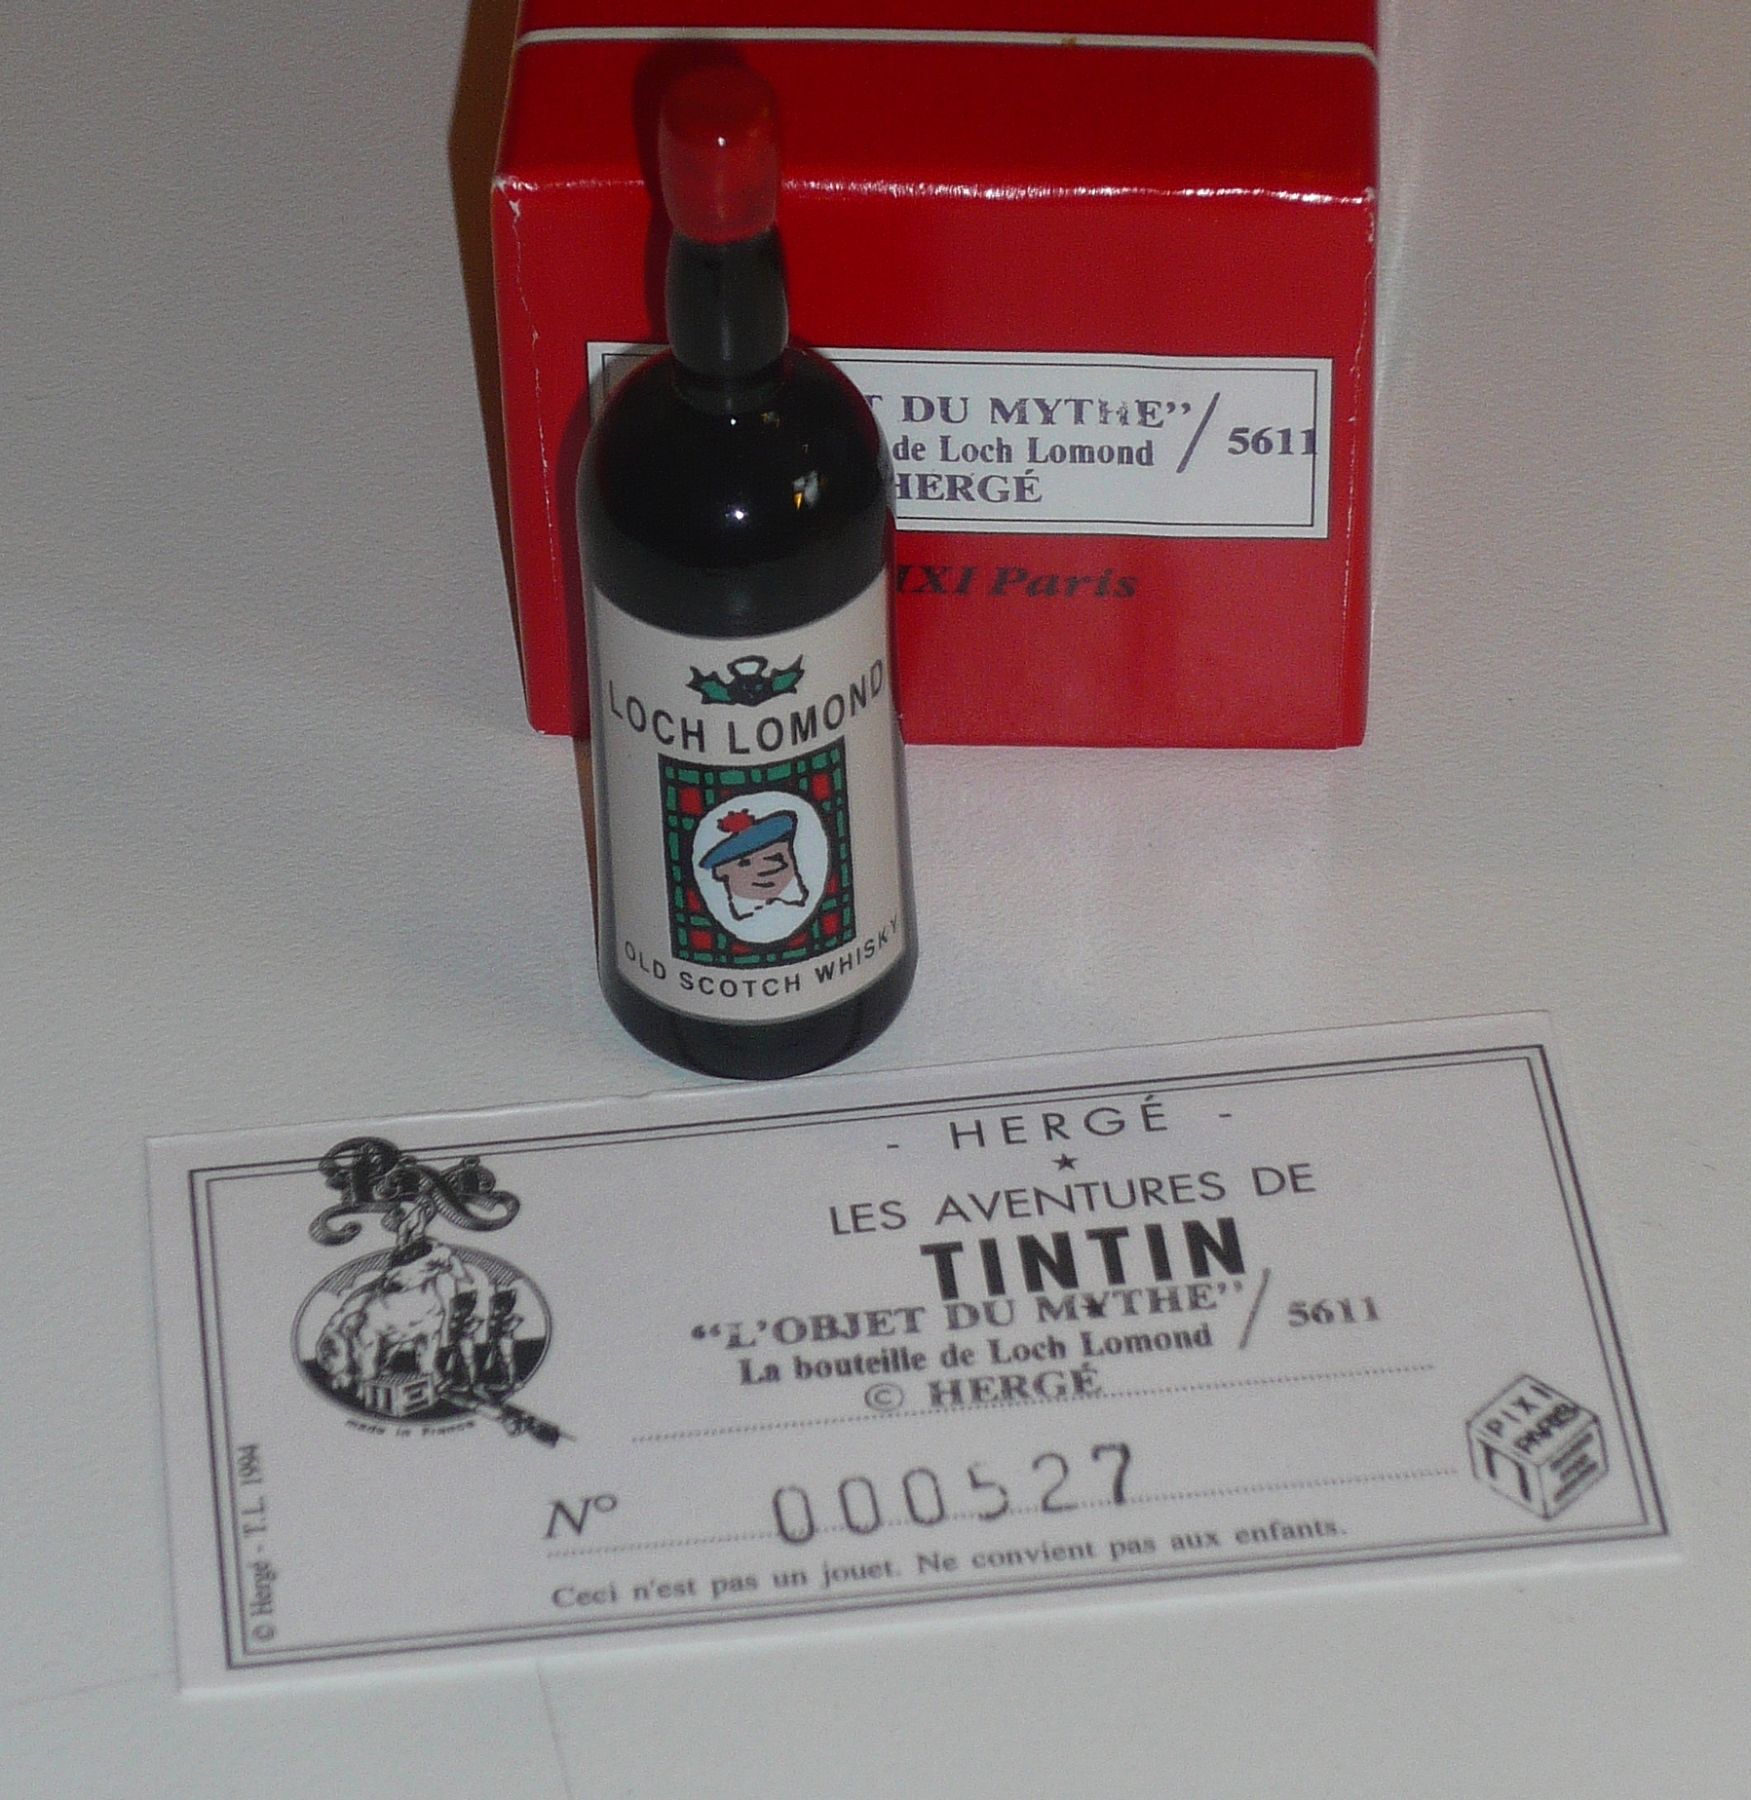 DU MYTHE” / 5611
de Loch Lomond
HERGÉ
Paris
LOCH LOMOND
OLD SCOTCH WHISKY
- HERGÉ -
LES AVENTURES DE
TINTIN
“L'OBJET DU MYTHE” / 5611
La bouteille de Loch Lomond
© HERGÉ
Pixi
made in France
N° 000527
Ceci n'est pas un jouet. Ne convient pas aux enfants.
© Hergé - T.L. 1994
PIXI
PARIS